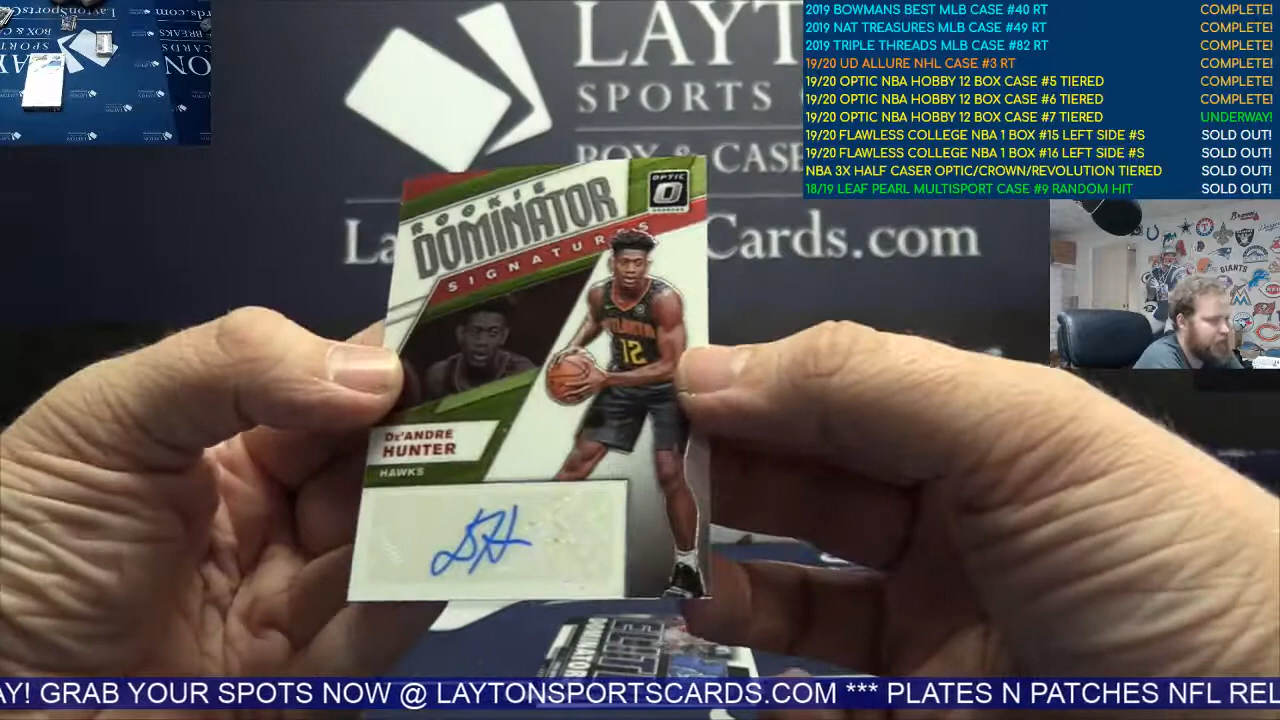 LAYT
SPORTS
BOX & CASE
La Cards.com
2019 BOWMANS BEST MLB CASE #40 RT COMPLETE!
2019 NAT TREASURES MLB CASE #49 RT COMPLETE!
2019 TRIPLE THREADS MLB CASE #82 RT COMPLETE!
19/20 UD ALLURE NHL CASE #3 RT COMPLETE!
19/20 OPTIC NBA HOBBY 12 BOX CASE #5 TIERED COMPLETE!
19/20 OPTIC NBA HOBBY 12 BOX CASE #6 TIERED COMPLETE!
19/20 OPTIC NBA HOBBY 12 BOX CASE #7 TIERED UNDERWAY!
19/20 FLAWLESS COLLEGE NBA 1 BOX #15 LEFT SIDE #S SOLD OUT!
19/20 FLAWLESS COLLEGE NBA 1 BOX #16 LEFT SIDE #S SOLD OUT!
NBA 3X HALF CASER OPTIC/CROWN/REVOLUTION TIERED SOLD OUT!
18/19 LEAF PEARL MULTISPORT CASE #9 RANDOM HIT SOLD OUT!
OPTIC
ROOKIE
DOMINATOR
SIGNATURES
ATLANTA
12
DE'ANDRE
HUNTER
HAWKS
GIANTS
AY! GRAB YOUR SPOTS NOW @ LAYTONSPORTSCARDS.COM *** PLATES N PATCHES NFL REL